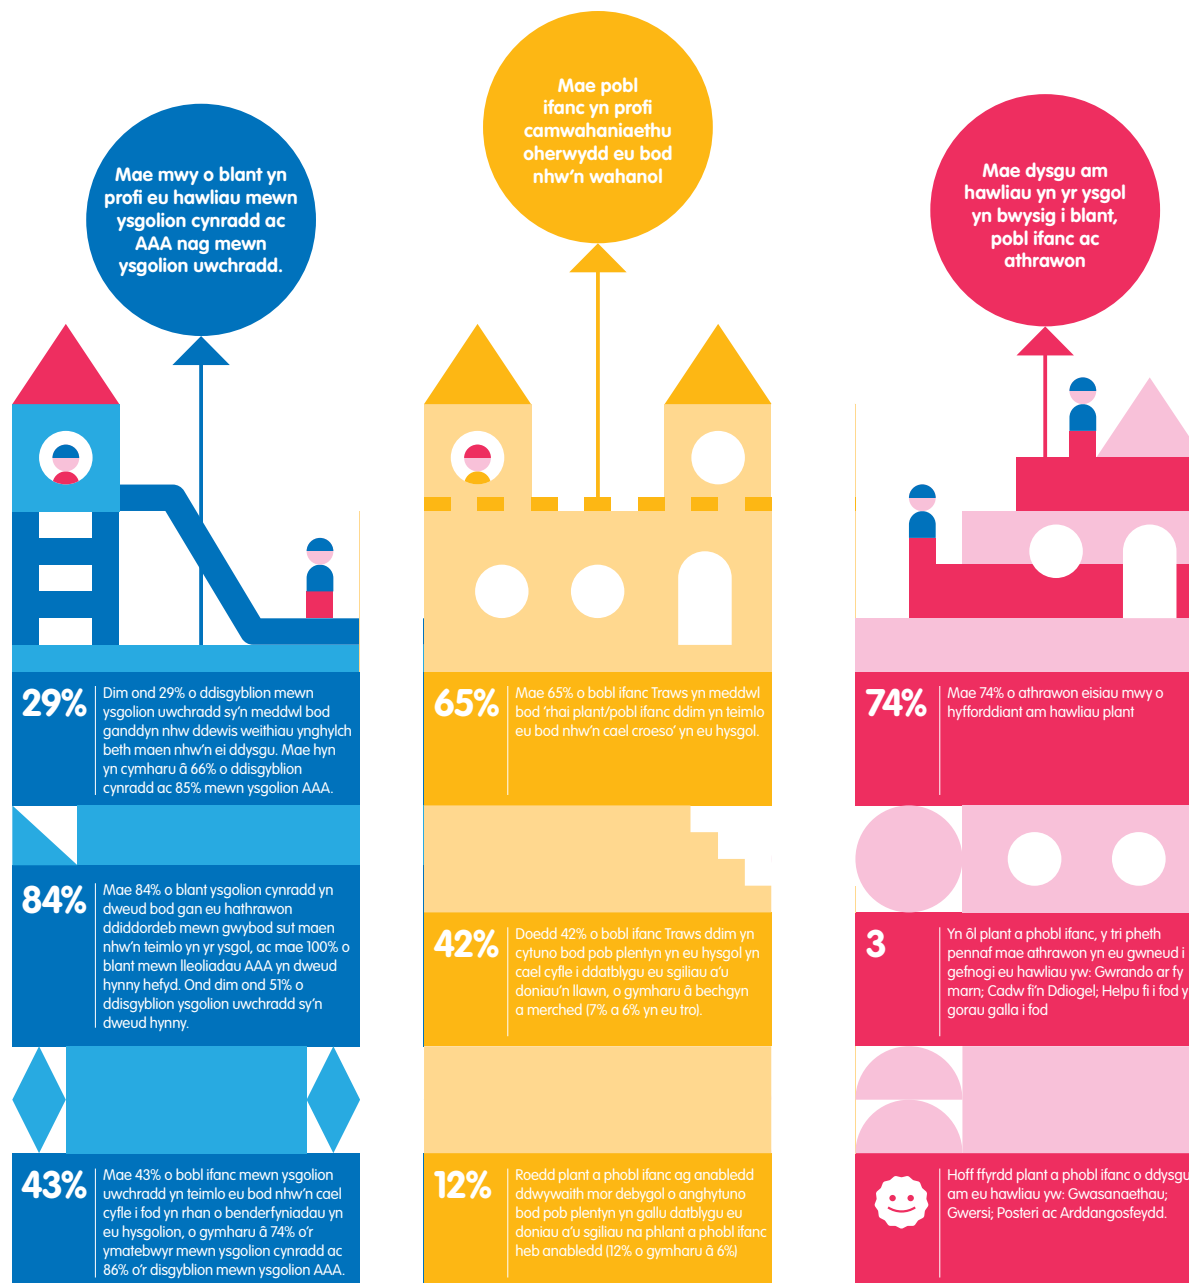 Mae mwy o blant yn
profi eu hawliau mewn
ysgolion cynradd ac
AAA nag mewn
ysgolion uwchradd.
29%
Dim ond 29% o ddisgyblion mewn
ysgolion uwchradd sy'n meddwl bod
ganddyn nhw ddewis weithiau ynghylch
beth maen nhw'n ei ddysgu. Mae hyn
yn cymharu â 66% o ddisgyblion
cynradd ac 85% mewn ysgolion AAA.
84%
Mae 84% o blant ysgolion cynradd yn
dweud bod gan eu hathrawon
ddiddordeb mewn gwybod sut maen
nhw'n teimlo yn yr ysgol, ac mae 100% o
blant mewn lleoliadau AAA yn dweud
hynny hefyd. Ond dim ond 51% o
ddisgyblion ysgolion uwchradd sy'n
dweud hynny.
43%
Mae 43% o bobl ifanc mewn ysgolion
uwchradd yn teimlo eu bod nhw'n cael
cyfle i fod yn rhan o benderfyniadau yn
eu hysgolion, o gymharu â 74% o'r
ymatebwyr mewn ysgolion cynradd ac
86% o'r disgyblion mewn ysgolion AAA.
Mae pobl
ifanc yn profi
camwahaniaethu
oherwydd eu bod
nhw'n wahanol
65%
Mae 65% o bobl ifanc Traws yn meddwl
bod 'rhai plant/pobl ifanc ddim yn teimlo
eu bod nhw'n cael croeso' yn eu hysgol.
42%
Doedd 42% o bobl ifanc Traws ddim yn
cytuno bod pob plentyn yn eu hysgol yn
cael cyfle i ddatblygu eu sgiliau a'u
doniau'n llawn, o gymharu â bechgyn
a merched (7% a 6% yn eu tro).
12%
Roedd plant a phobl ifanc ag anabledd
ddwywaith mor debygol o anghytuno
bod pob plentyn yn gallu datblygu eu
doniau a'u sgiliau na phlant a phobl ifanc
heb anabledd (12% o gymharu â 6%)
Mae dysgu am
hawliau yn yr ysgol
yn bwysig i blant,
pobl ifanc ac
athrawon
74%
Mae 74% o athrawon eisiau mwy o
hyfforddiant am hawliau plant
3
Yn ôl plant a phobl ifanc, y tri pheth
pennaf mae athrawon yn eu gwneud i
gefnogi eu hawliau yw: Gwrando ar fy
marn; Cadw fi'n Ddiogel; Helpu fi i fod y
gorau galla i fod
Hoff ffyrdd plant a phobl ifanc o ddysgu
am eu hawliau yw: Gwasanaethau;
Gwersi; Posteri ac Arddangosfeydd.